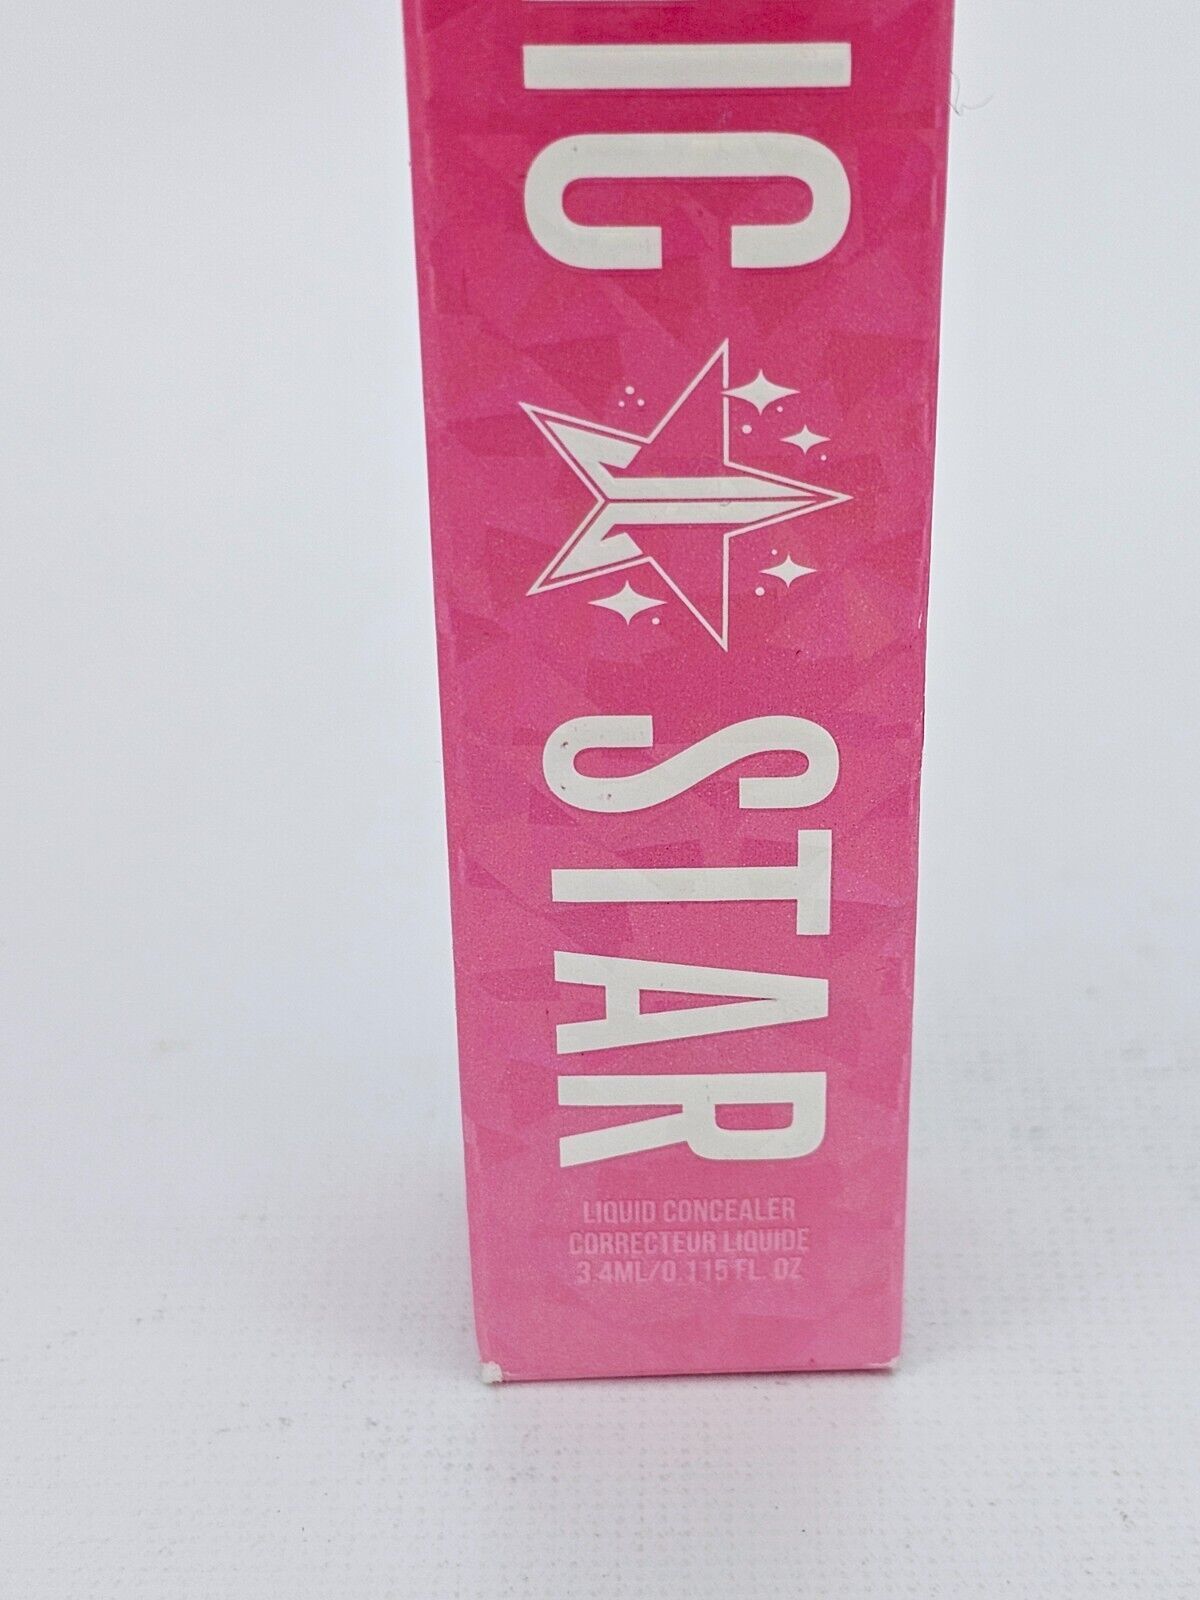 IC
STAR
LIQUID CONCEALER
CORRECTEUR LIQUIDE
3.4ML/0.115 FL. OZ